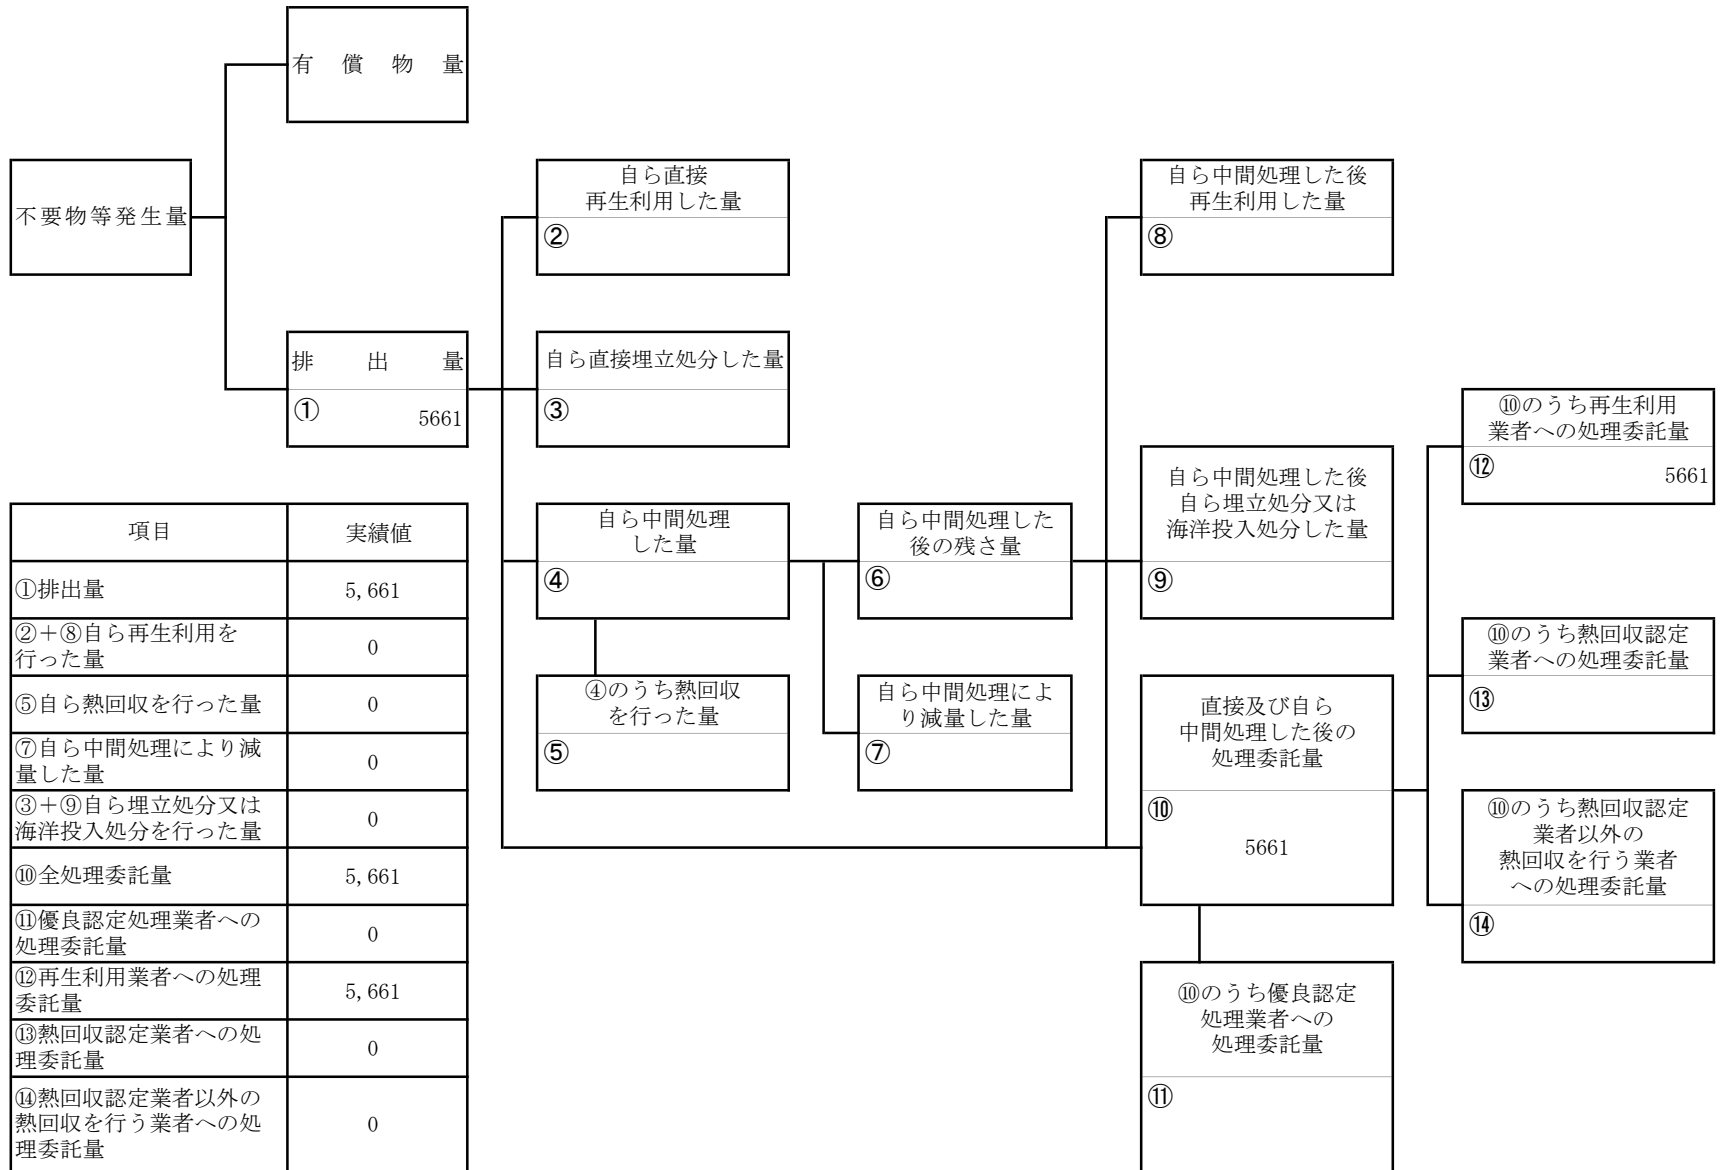 有償物量
不要物等発生量
自ら直接
再生利用した量
②
自ら中間処理した後
再生利用した量
⑧
排出量
①
5661
自ら直接埋立処分した量
③
⑩のうち再生利用
業者への処理委託量
⑫
5661
自ら中間処理
した量
④
自ら中間処理した
後の残さ量
⑥
自ら中間処理した後
自ら埋立処分又は
海洋投入処分した量
⑨
⑩のうち熱回収認定
業者への処理委託量
⑬
④のうち熱回収
を行った量
⑤
自ら中間処理によ
り減量した量
⑦
直接及び自ら
中間処理した後の
処理委託量
⑩
5661
⑩のうち熱回収認定
業者以外の
熱回収を行う業者
への処理委託量
⑭
⑩のうち優良認定
処理業者への
処理委託量
⑪
項目 実績値
①排出量 5,661
②＋⑧自ら再生利用を
行った量 0
⑤自ら熱回収を行った量 0
⑦自ら中間処理により減
量した量 0
③＋⑨自ら埋立処分又は
海洋投入処分を行った量 0
⑩全処理委託量 5,661
⑪優良認定処理業者への
処理委託量 0
⑫再生利用業者への処理
委託量 5,661
⑬熱回収認定業者への処
理委託量 0
⑭熱回収認定業者以外の
熱回収を行う業者への処
理委託量 0